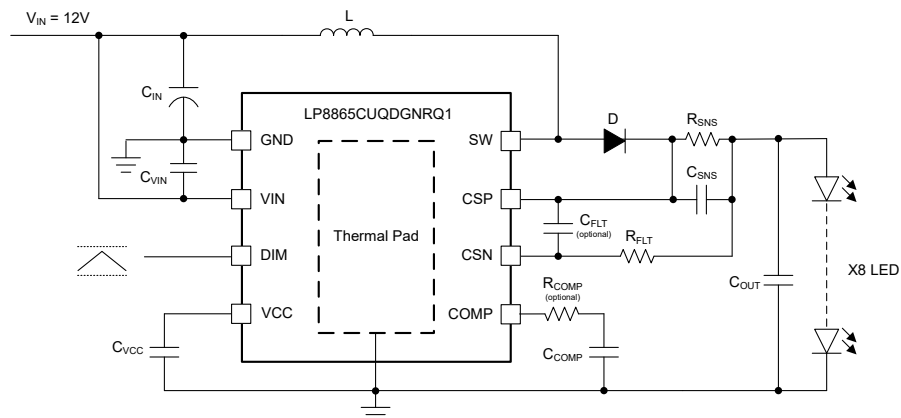 V_IN = 12V
L
C_IN
LP8865CUQDGNRQ1
GND
SW
D
R_SNS
C_VIN
C_SNS
VIN
CSP
C_FLT
(optional)
R_FLT
Thermal Pad
DIM
CSN
X8 LED
C_OUT
R_COMP
(optional)
VCC
COMP
C_VCC
C_COMP